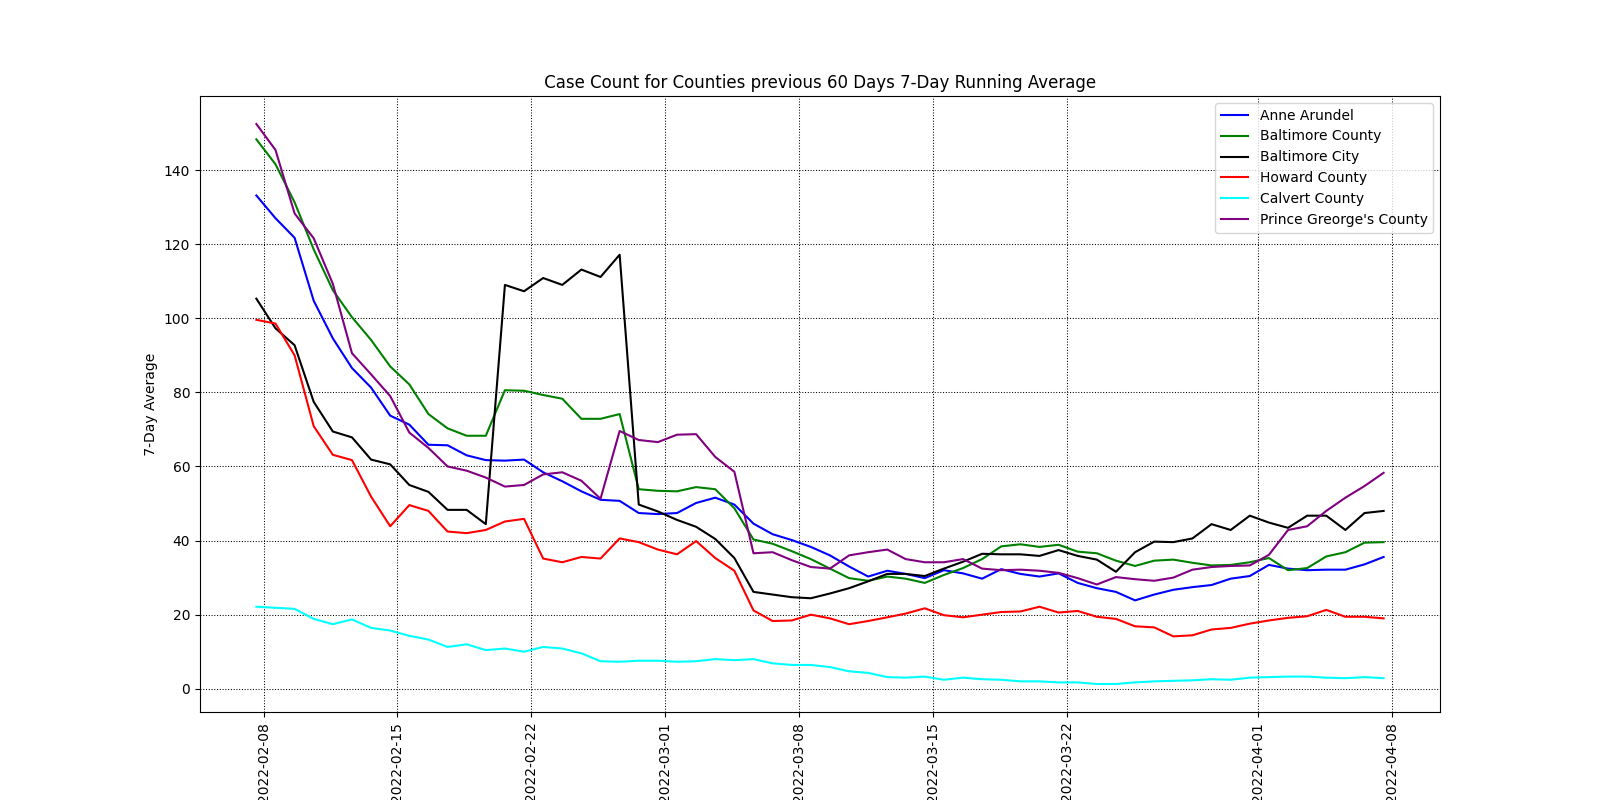 Case Count for Counties previous 60 Days 7-Day Running Average
Anne Arundel
Baltimore County
Baltimore City
Howard County
Calvert County
Prince Greorge's County
7-Day Average
140
120
100
80
60
40
20
0
2022-02-08
2022-02-15
2022-02-22
2022-03-01
2022-03-08
2022-03-15
2022-03-22
2022-04-01
2022-04-08